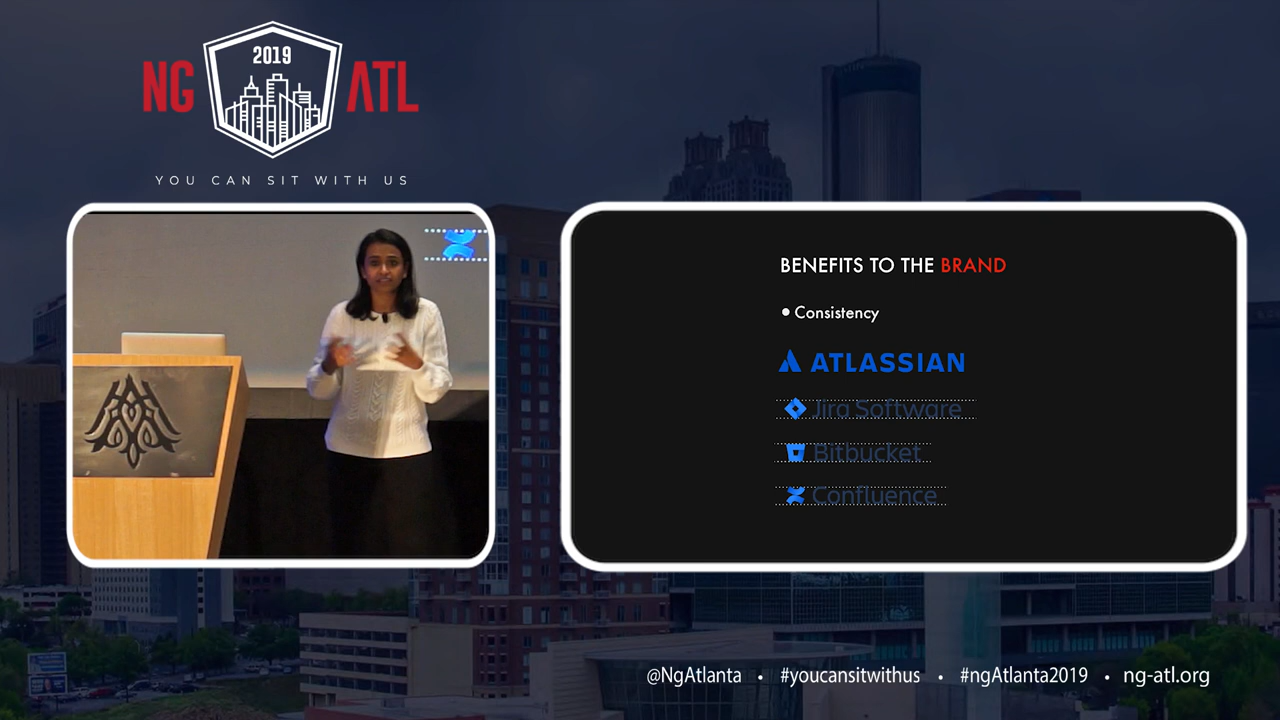 2019
NG ATL
YOU CAN SIT WITH US
BENEFITS TO THE BRAND
• Consistency
ATLASSIAN
Jira Software
Bitbucket
Confluence
@NgAtlanta • #youcansitwithus • #ngAtlanta2019 • ng-atl.org